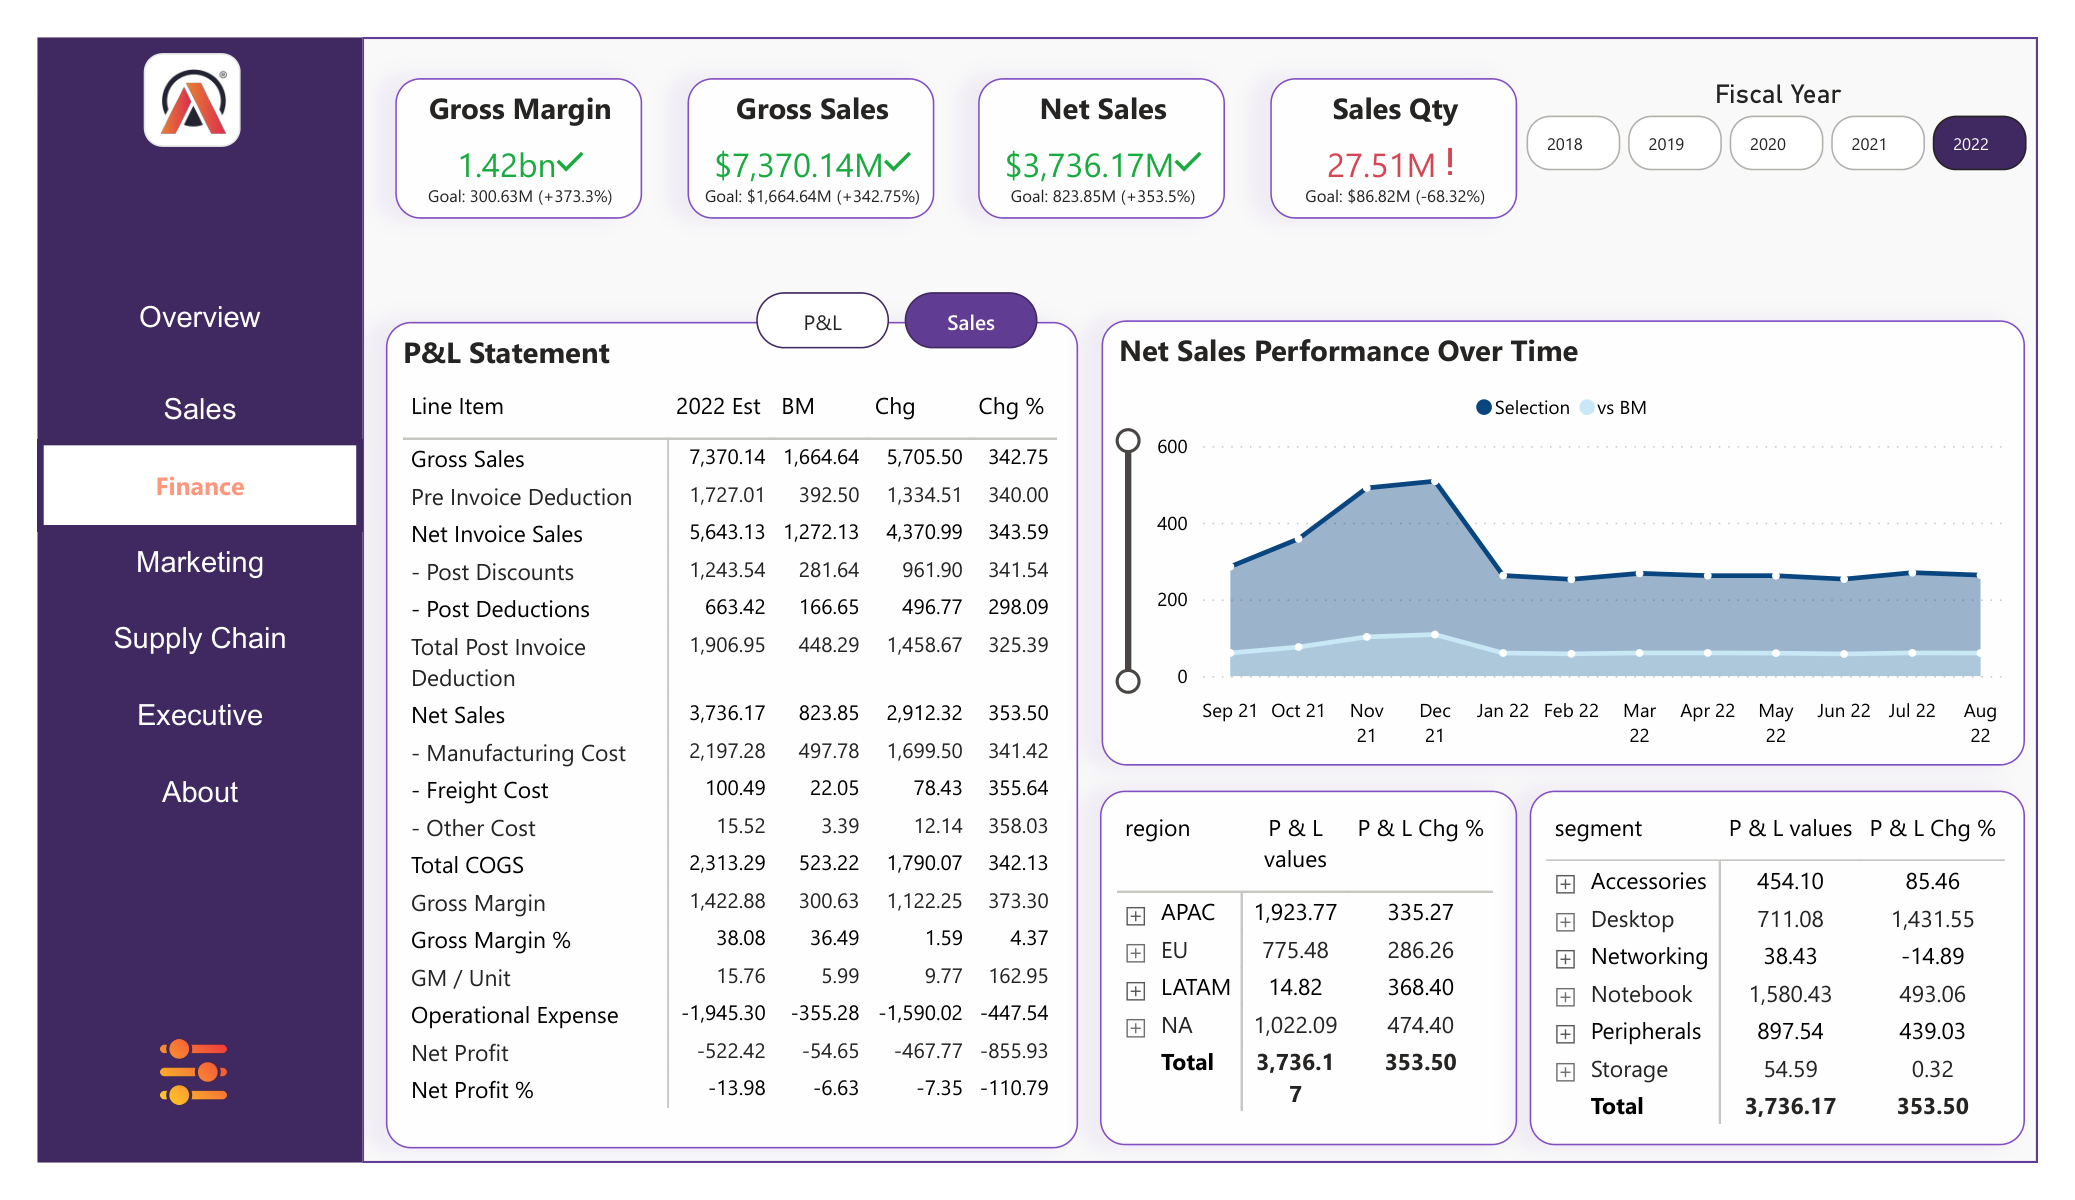 ®
Overview
Sales
Finance
Marketing
Supply Chain
Executive
About
Gross Margin
1.42bn
Goal: 300.63M (+373.3%)
Gross Sales
$7,370.14M
Goal: $1,664.64M (+342.75%)
Net Sales
$3,736.17M
Goal: 823.85M (+353.5%)
Sales Qty
27.51M !
Goal: $86.82M (-68.32%)
Fiscal Year
2018 2019 2020 2021 2022
P&L Sales
P&L Statement
Line Item 2022 Est BM Chg Chg %
Gross Sales 7,370.14 1,664.64 5,705.50 342.75
Pre Invoice Deduction 1,727.01 392.50 1,334.51 340.00
Net Invoice Sales 5,643.13 1,272.13 4,370.99 343.59
- Post Discounts 1,243.54 281.64 961.90 341.54
- Post Deductions 663.42 166.65 496.77 298.09
Total Post Invoice 1,906.95 448.29 1,458.67 325.39
Deduction
Net Sales 3,736.17 823.85 2,912.32 353.50
- Manufacturing Cost 2,197.28 497.78 1,699.50 341.42
- Freight Cost 100.49 22.05 78.43 355.64
- Other Cost 15.52 3.39 12.14 358.03
Total COGS 2,313.29 523.22 1,790.07 342.13
Gross Margin 1,422.88 300.63 1,122.25 373.30
Gross Margin % 38.08 36.49 1.59 4.37
GM / Unit 15.76 5.99 9.77 162.95
Operational Expense -1,945.30 -355.28 -1,590.02 -447.54
Net Profit -522.42 -54.65 -467.77 -855.93
Net Profit % -13.98 -6.63 -7.35 -110.79
Net Sales Performance Over Time
Selection vs BM
600
400
200
0
Sep 21 Oct 21 Nov Dec Jan 22 Feb 22 Mar Apr 22 May Jun 22 Jul 22 Aug
21 21 22 22 22
region P & L P & L Chg %
values
APAC 1,923.77 335.27
EU 775.48 286.26
LATAM 14.82 368.40
NA 1,022.09 474.40
Total 3,736.1 353.50
7
segment P & L values P & L Chg %
Accessories 454.10 85.46
Desktop 711.08 1,431.55
Networking 38.43 -14.89
Notebook 1,580.43 493.06
Peripherals 897.54 439.03
Storage 54.59 0.32
Total 3,736.17 353.50